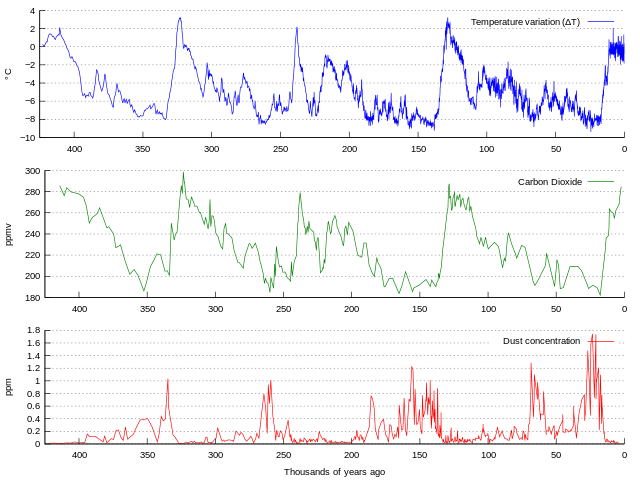 4
2
0
−2
−4
−6
−8
−10
°C
Temperature variation (ΔT)
400 350 300 250 200 150 100 50 0
300
280
260
240
220
200
180
ppmv
Carbon Dioxide
400 350 300 250 200 150 100 50 0
1.8
1.6
1.4
1.2
1
0.8
0.6
0.4
0.2
0
ppm
Dust concentration
400 350 300 250 200 150 100 50 0
Thousands of years ago